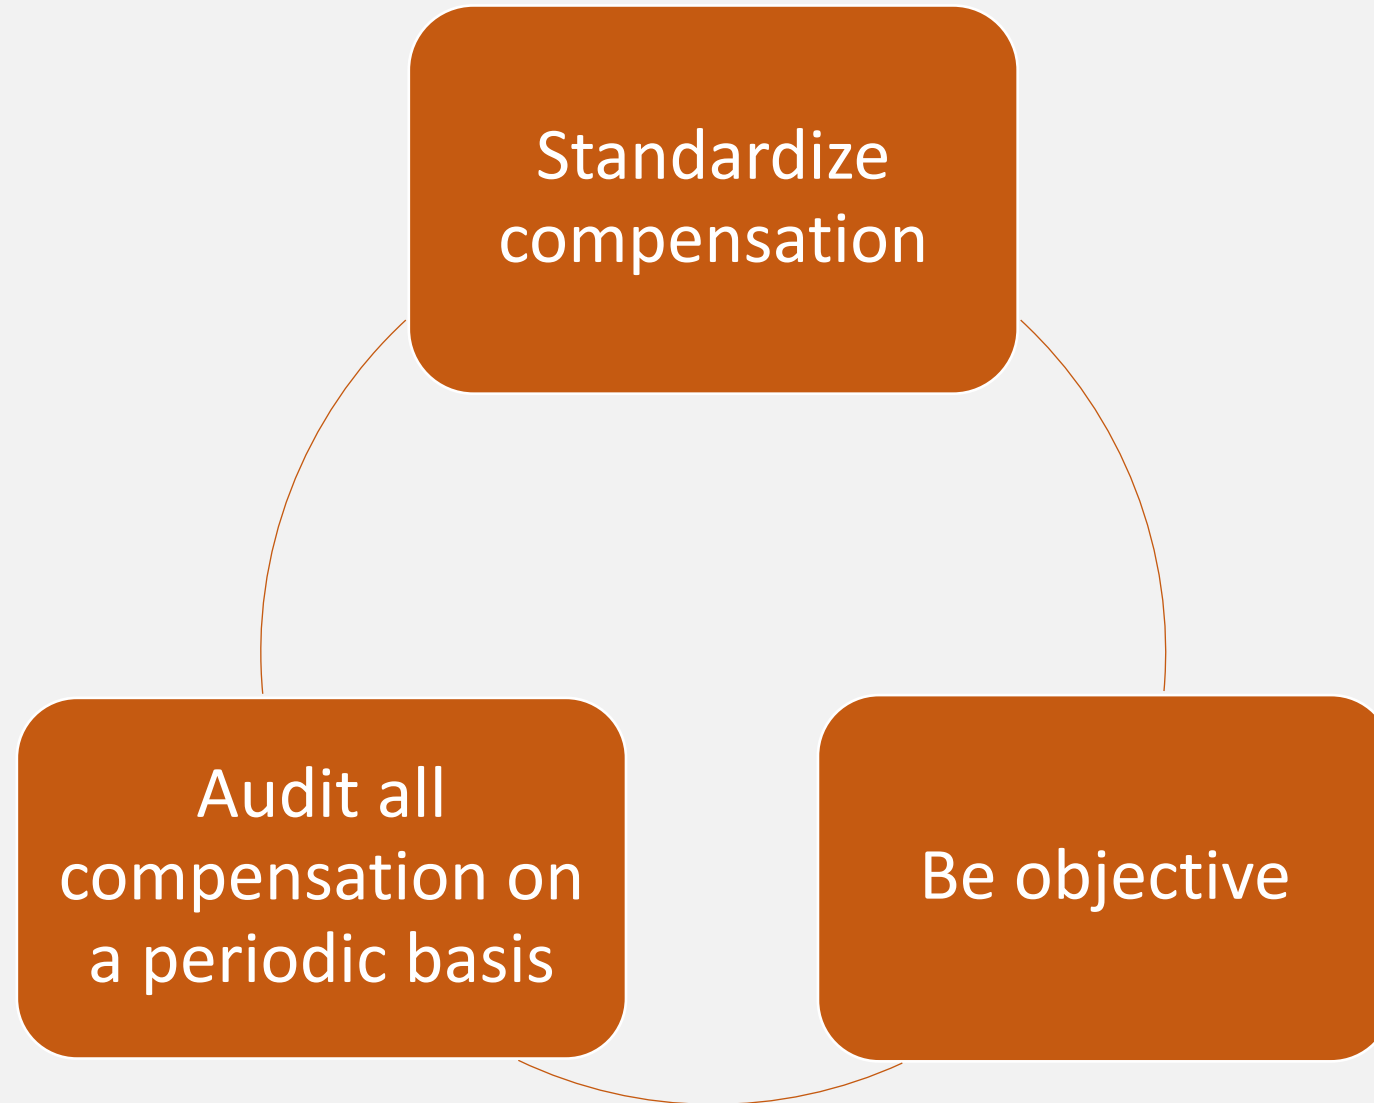 Standardize
compensation
Audit all
compensation on
a periodic basis
Be objective